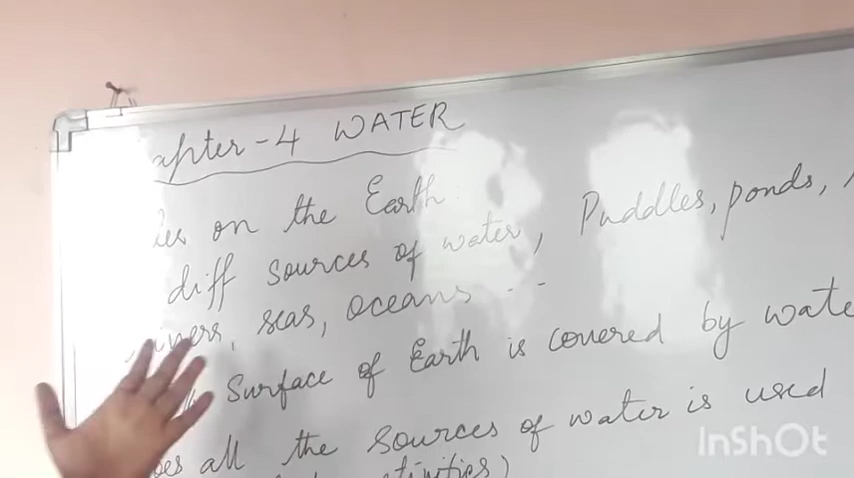 apter-4 WATER
on the Earth
diff sources of water, Puddles, ponds,
seas, oceans ---
Surface of Earth is covered by wate
all the sources of water is used
InShOt